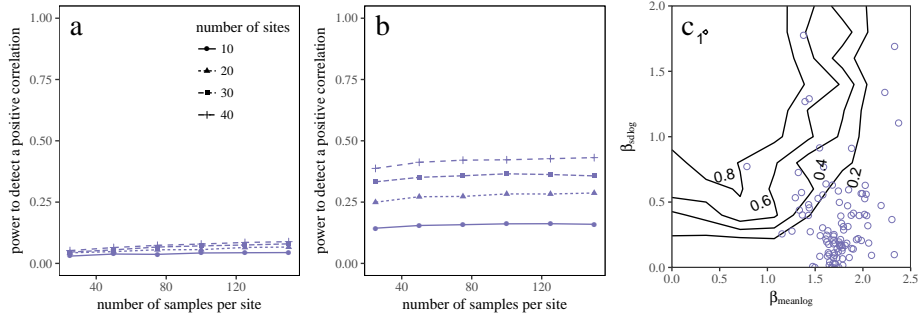 a
number of sites
10
20
30
40
power to detect a positive correlation
1.00
0.75
0.50
0.25
0.00
40
80
120
number of samples per site
b
power to detect a positive correlation
1.00
0.75
0.50
0.25
0.00
40
80
120
number of samples per site
c
0.8
0.6
0.4
0.2
βsdlog
2.0
1.5
1.0
0.5
0.0
0.0 0.5 1.0 1.5 2.0 2.5
βmeanlog